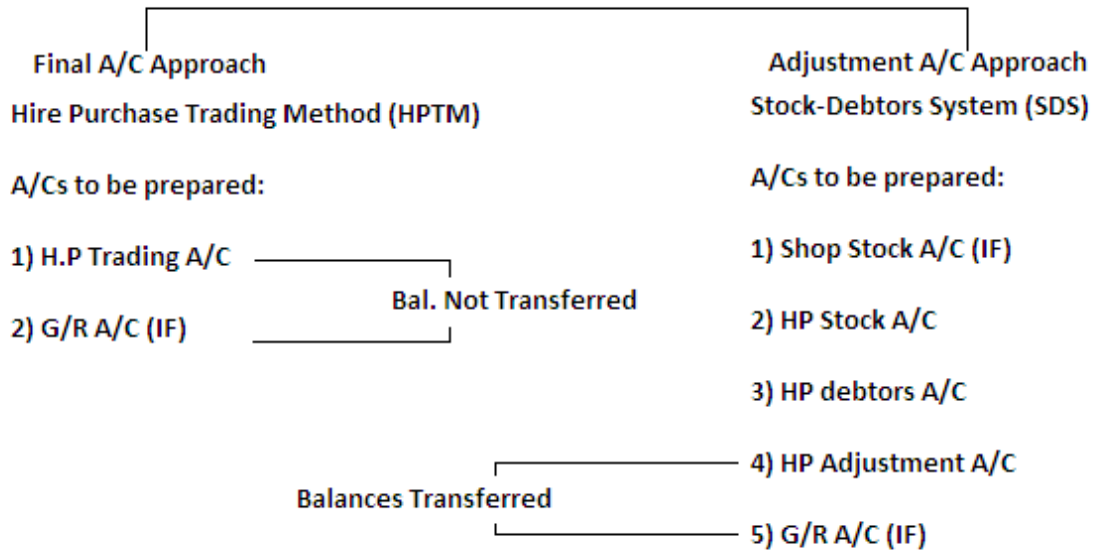 Final A/C Approach
Hire Purchase Trading Method (HPTM)
A/Cs to be prepared:
1) H.P Trading A/C
2) G/R A/C (IF)
Bal. Not Transferred
Adjustment A/C Approach
Stock-Debtors System (SDS)
A/Cs to be prepared:
1) Shop Stock A/C (IF)
2) HP Stock A/C
3) HP debtors A/C
4) HP Adjustment A/C
5) G/R A/C (IF)
Balances Transferred